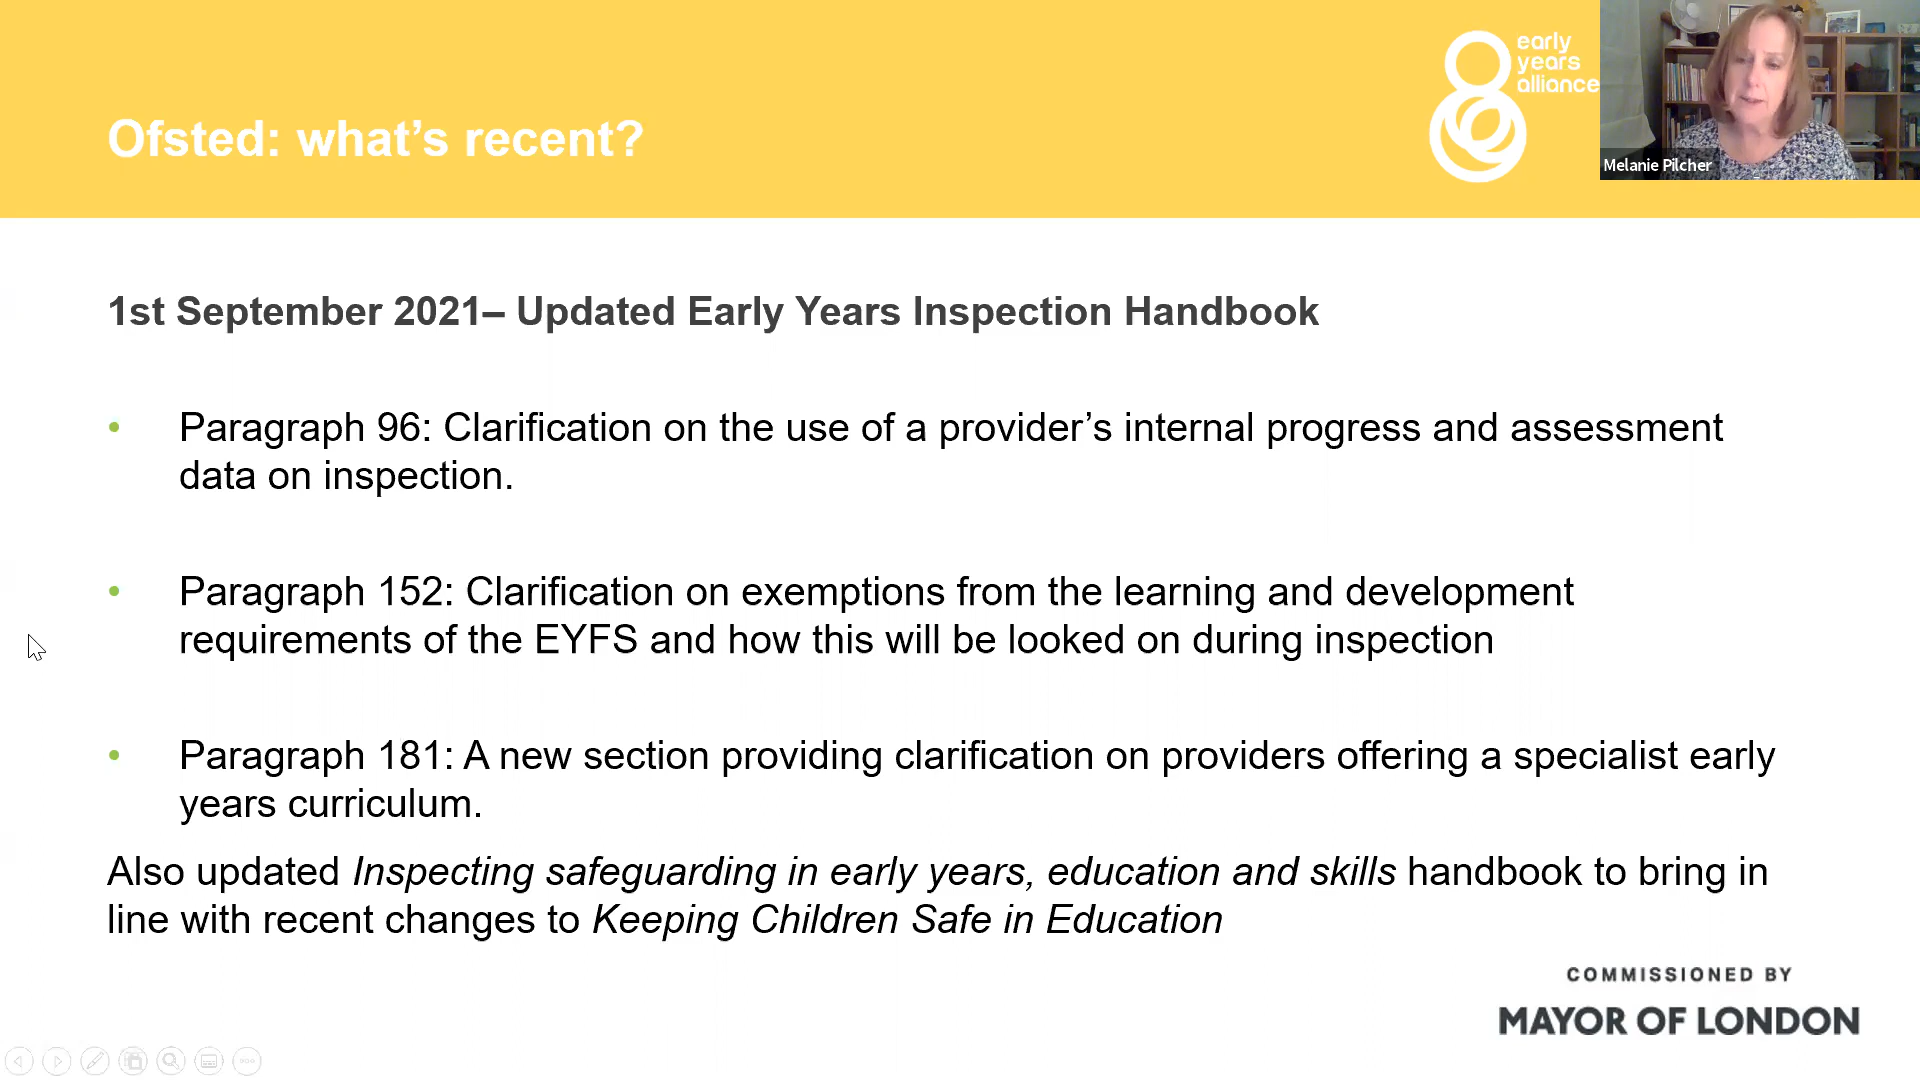 early
years
alliance
Melanie Pilcher
Ofsted: what’s recent?
1st September 2021– Updated Early Years Inspection Handbook
• Paragraph 96: Clarification on the use of a provider’s internal progress and assessment
data on inspection.
• Paragraph 152: Clarification on exemptions from the learning and development
requirements of the EYFS and how this will be looked on during inspection
• Paragraph 181: A new section providing clarification on providers offering a specialist early
years curriculum.
Also updated Inspecting safeguarding in early years, education and skills handbook to bring in
line with recent changes to Keeping Children Safe in Education
COMMISSIONED BY
MAYOR OF LONDON